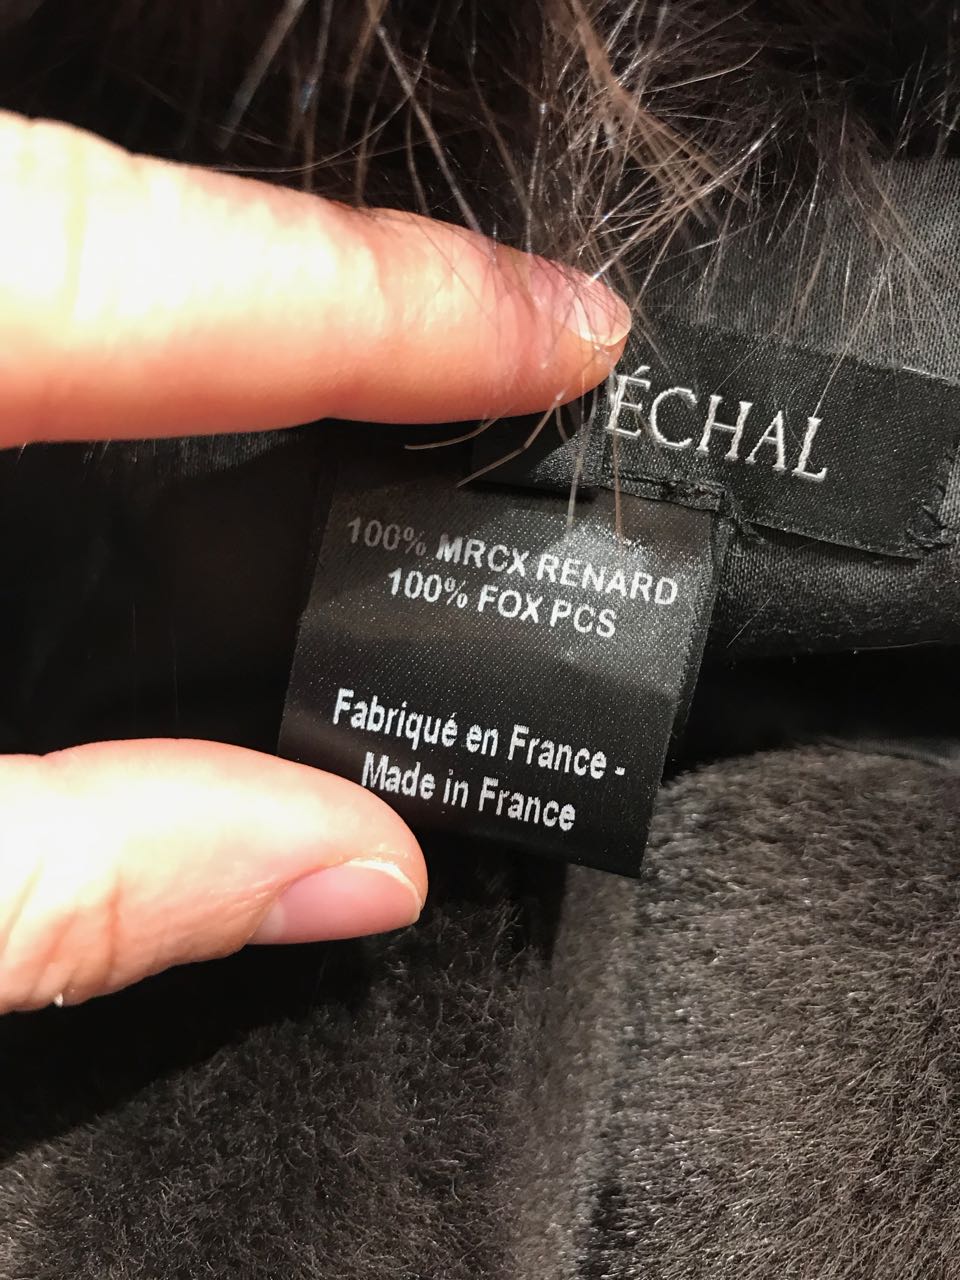 ÉCHAL
100% MRCX RENARD
100% FOX PCS
Fabriqué en France -
Made in France